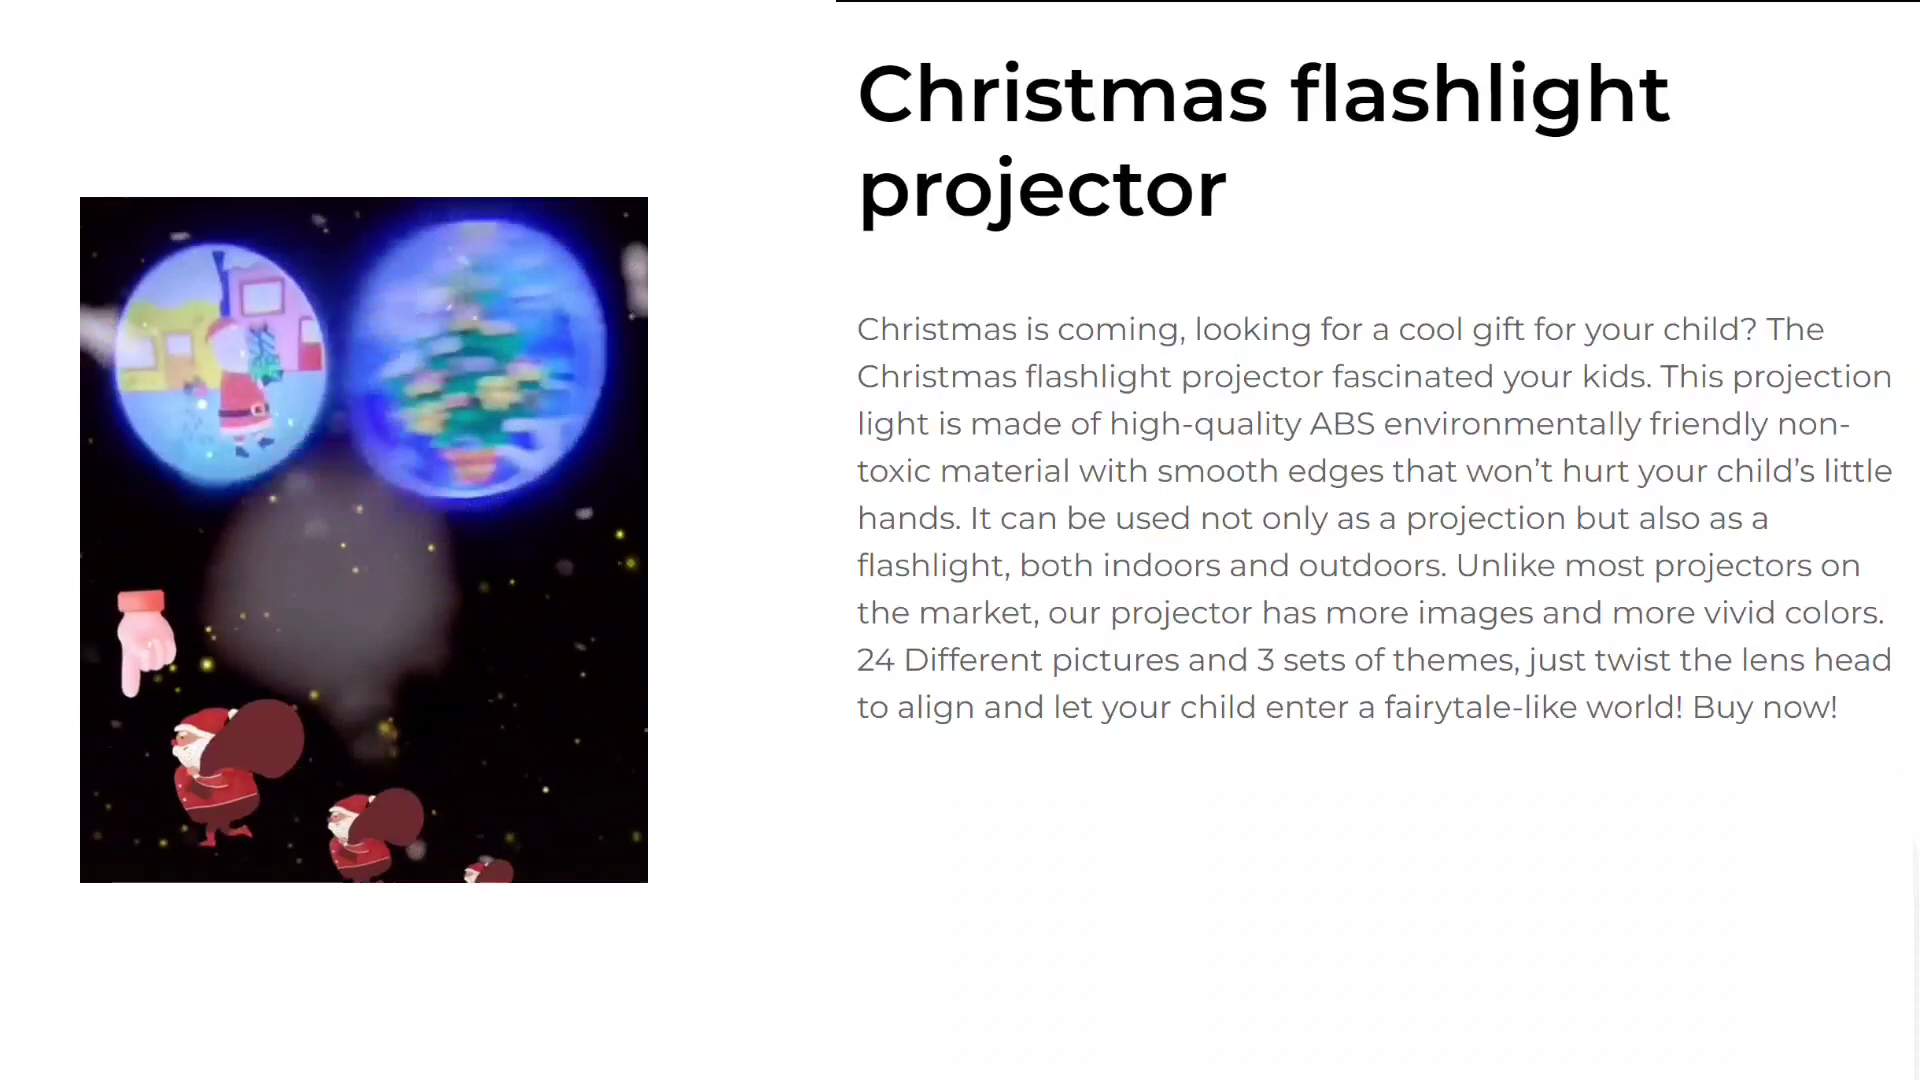 Christmas flashlight
projector
Christmas is coming, looking for a cool gift for your child? The
Christmas flashlight projector fascinated your kids. This projection
light is made of high-quality ABS environmentally friendly non-
toxic material with smooth edges that won’t hurt your child’s little
hands. It can be used not only as a projection but also as a
flashlight, both indoors and outdoors. Unlike most projectors on
the market, our projector has more images and more vivid colors.
24 Different pictures and 3 sets of themes, just twist the lens head
to align and let your child enter a fairytale-like world! Buy now!